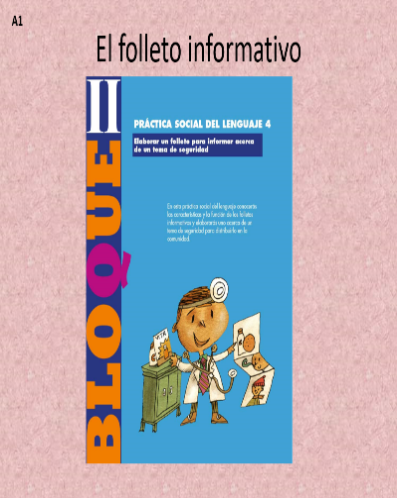 A1
El folleto informativo
BLOQUE II
PRÁCTICA SOCIAL DEL LENGUAJE 4
Elaborar un folleto para informar acerca
de un tema de seguridad
En esta práctica social del lenguaje conocerás
las características y la función de los folletos
informativos y elaborarás uno acerca de un
tema de seguridad para distribuirlo en la
comunidad.